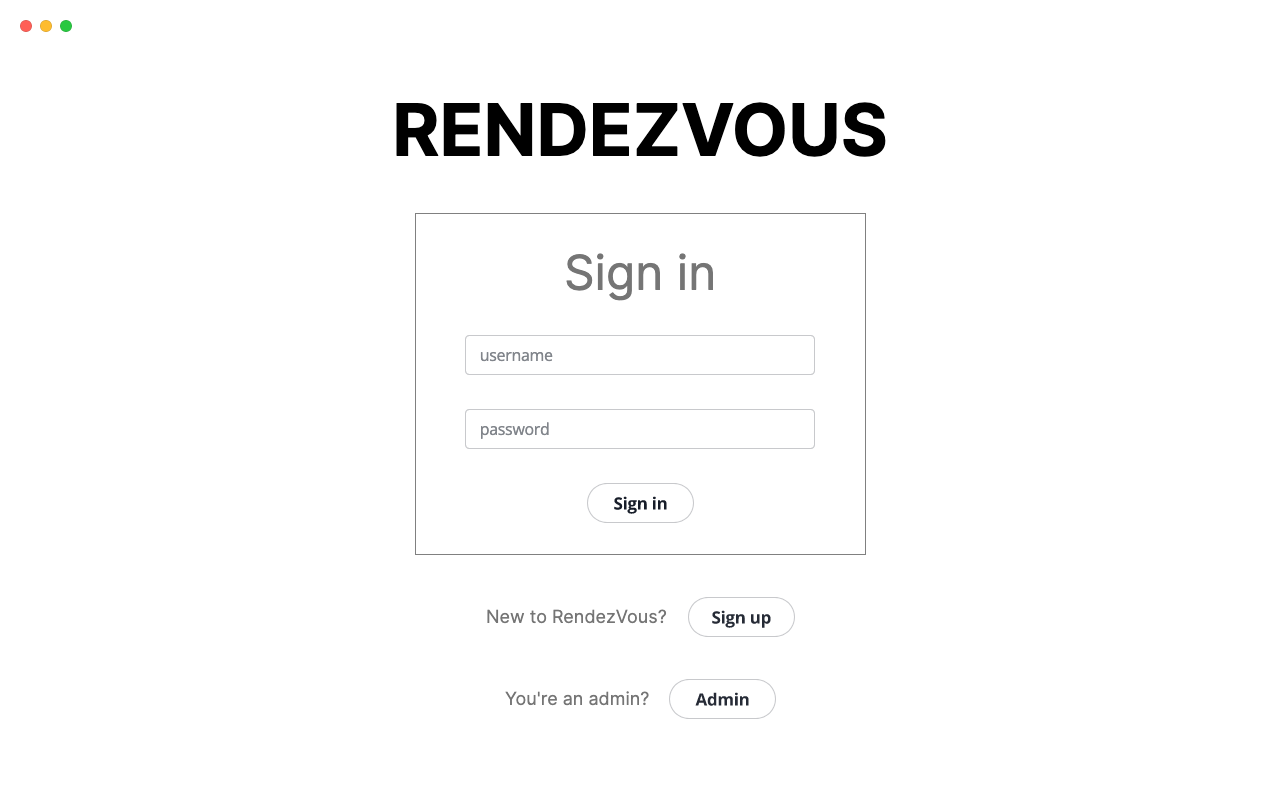 RENDEZVOUS
Sign in
username
password
Sign in
New to RendezVous? Sign up
You're an admin? Admin